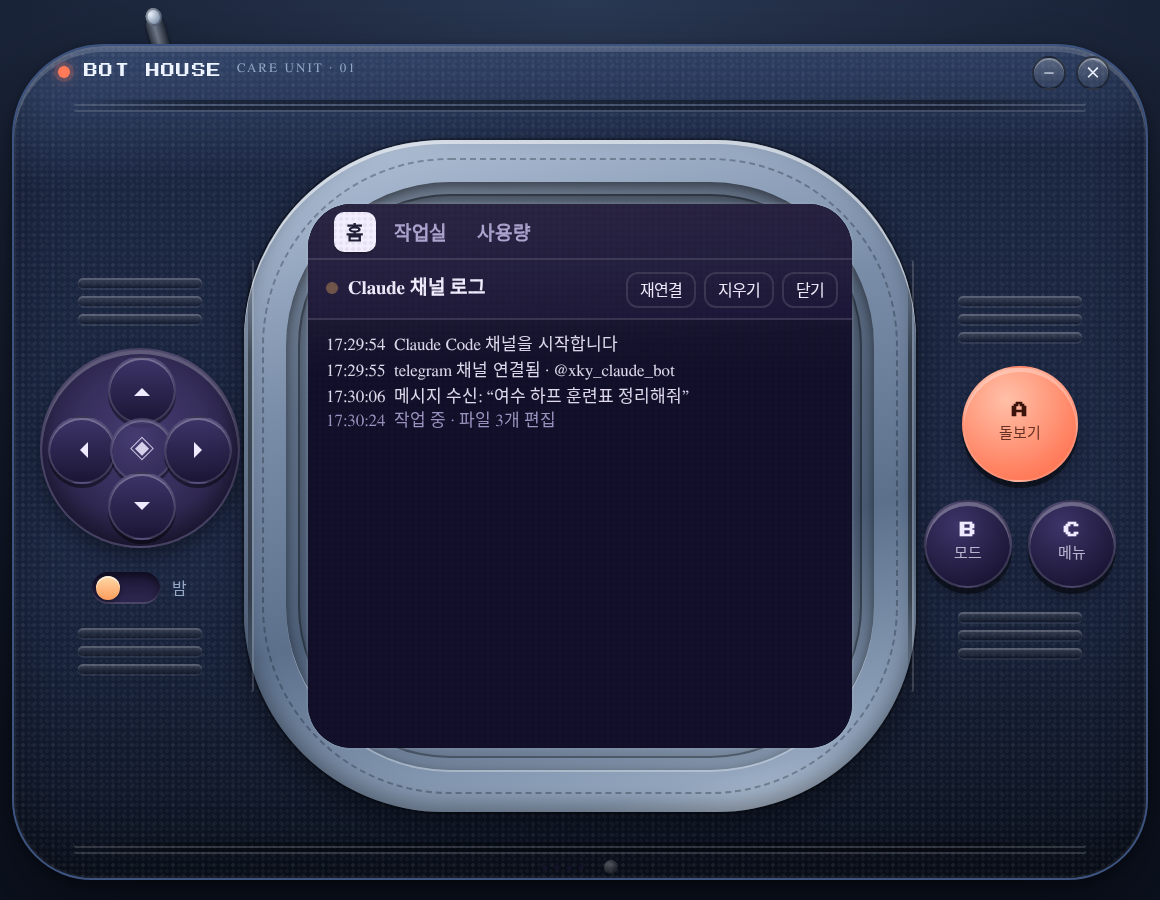 BOT HOUSE CARE UNIT · 01
홈 작업실 사용량
Claude 채널 로그 재연결 지우기 닫기
17:29:54 Claude Code 채널을 시작합니다
17:29:55 telegram 채널 연결됨 · @xky_claude_bot
17:30:06 메시지 수신: “여수 하프 훈련표 정리해줘”
17:30:24 작업 중 · 파일 3개 편집
A
돌보기
B
모드
C
메뉴
밤